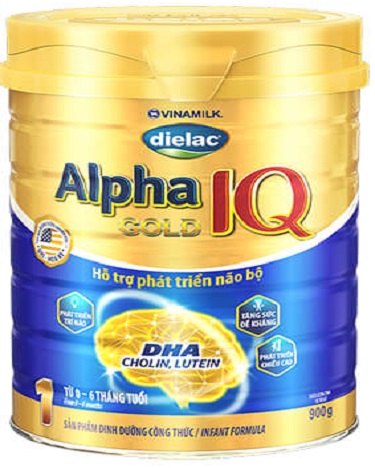 VINAMILK
dielac
Alpha
GOLD
IQ
Hỗ trợ phát triển não bộ
PHÁT TRIỂN
TRÍ NÃO
TĂNG SỨC
ĐỀ KHÁNG
PHÁT TRIỂN
CHIỀU CAO
DHA
CHOLIN, LUTEIN
1
TỪ 0 - 6 THÁNG TUỔI
900g
SẢN PHẨM DINH DƯỠNG CÔNG THỨC / INFANT FORMULA